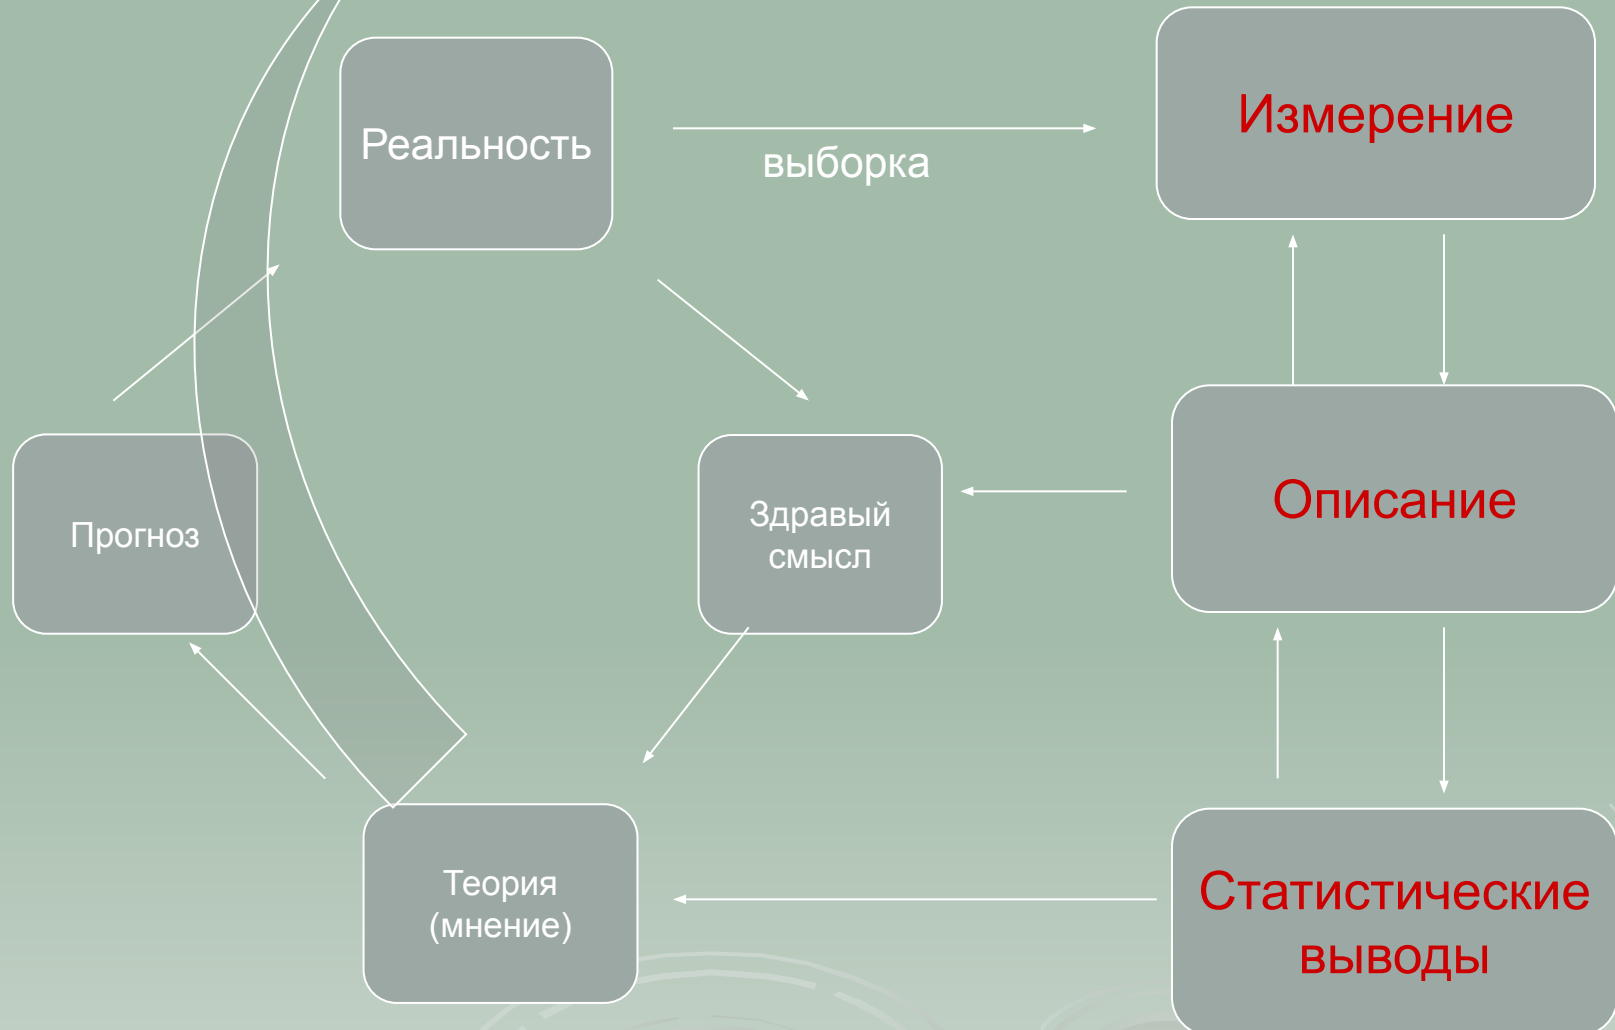 Реальность
выборка
Измерение
Прогноз
Здравый
смысл
Описание
Теория
(мнение)
Статистические
выводы